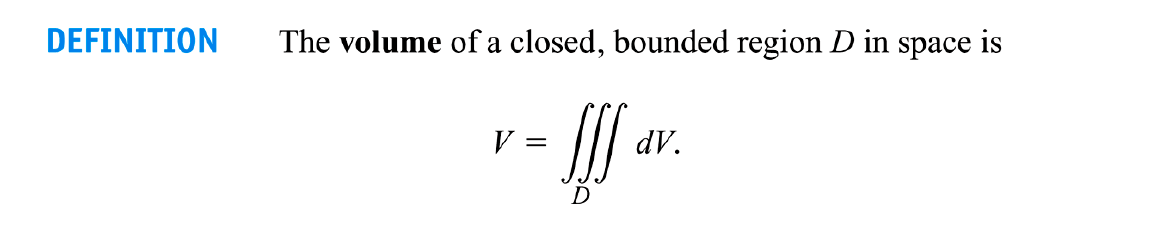 DEFINITION The volume of a closed, bounded region D in space is
V = ∭ dV.
D